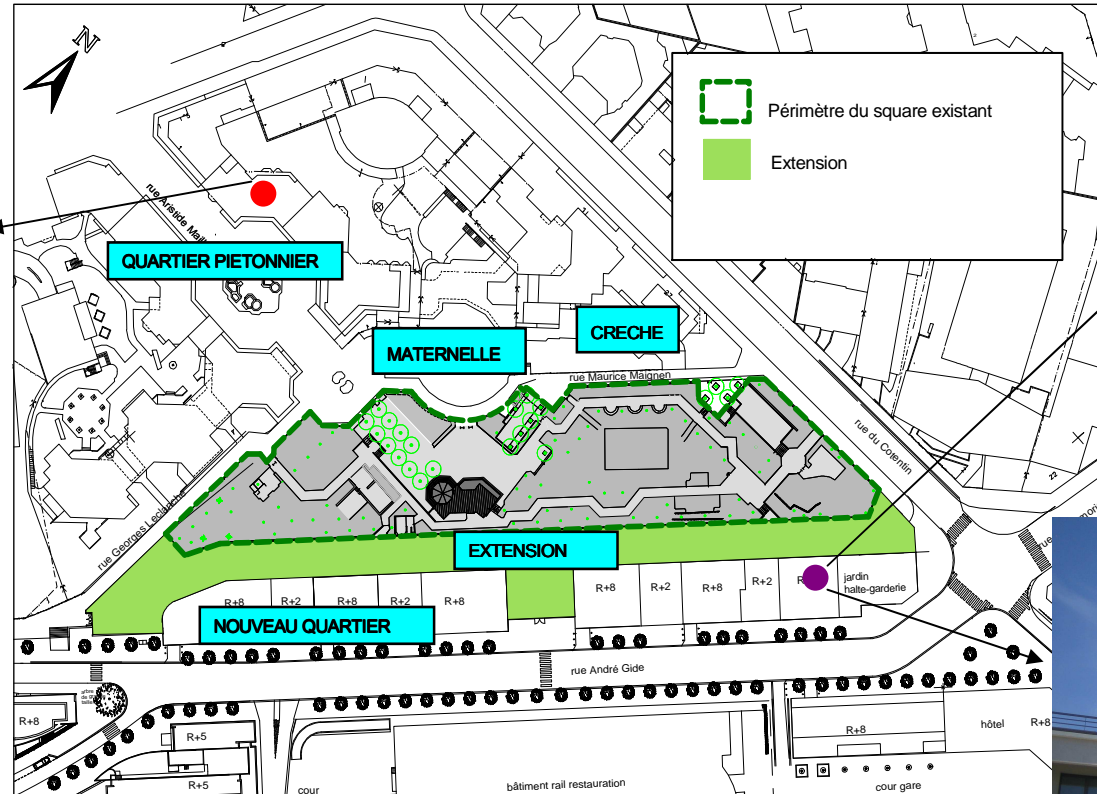 N
Périmètre du square existant
Extension
rue Aristide
QUARTIER PIETONNIER
MATERNELLE
CRECHE
rue Maurice Maignen
rue du Cotentin
rue Georges Leclanché
EXTENSION
R+8
R+2
R+8
R+2
R+8
R+8
R+2
R+8
R+2
jardin
halte-garderie
NOUVEAU QUARTIER
rue André Gide
R+8
R+5
R+5
R+8
hôtel
R+8
cour
bâtiment rail restauration
cour gare